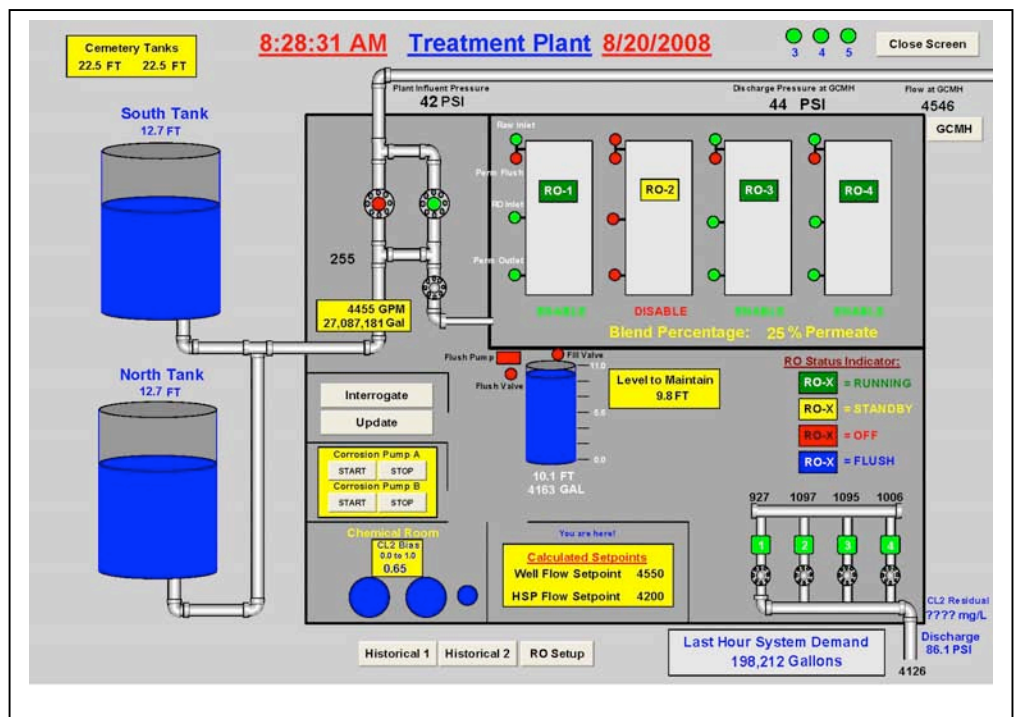 8:28:31 AM Treatment Plant 8/20/2008
Cemetery Tanks
22.5 FT 22.5 FT
3 4 5
Close Screen
Plant Influent Pressure
42 PSI
Discharge Pressure at GCMH
44 PSI
Flow at GCMH
4546
GCMH
South Tank
12.7 FT
Raw Inlet
Perm Flush
RO Inlet
Perm Outlet
RO-1
RO-2
RO-3
RO-4
255
4455 GPM
27,087,181 Gal
ENABLE
DISABLE
ENABLE
ENABLE
Blend Percentage: 25 % Permeate
North Tank
12.7 FT
Interrogate
Update
Flush Pump
Fill Valve
Flush Valve
11.0
5.5
0.0
10.1 FT
4163 GAL
Level to Maintain
9.8 FT
RO Status Indicator:
RO-X = RUNNING
RO-X = STANDBY
RO-X = OFF
RO-X = FLUSH
Corrosion Pump A
START STOP
Corrosion Pump B
START STOP
Chemical Room
CL2 Bias
0.0 to 1.0
0.65
You are here!
Calculated Setpoints
Well Flow Setpoint 4550
HSP Flow Setpoint 4200
927 1097 1095 1006
1 2 3 4
CL2 Residual
???? mg/L
Discharge
86.1 PSI
4126
Historical 1
Historical 2
RO Setup
Last Hour System Demand
198,212 Gallons